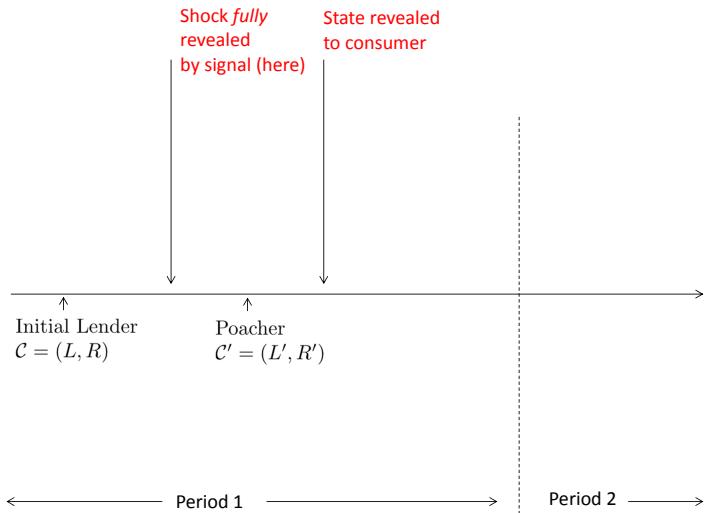 Shock fully
revealed
by signal (here)
State revealed
to consumer
Initial Lender
𝒞 = (L, R)
Poacher
𝒞′ = (L′, R′)
Period 1
Period 2